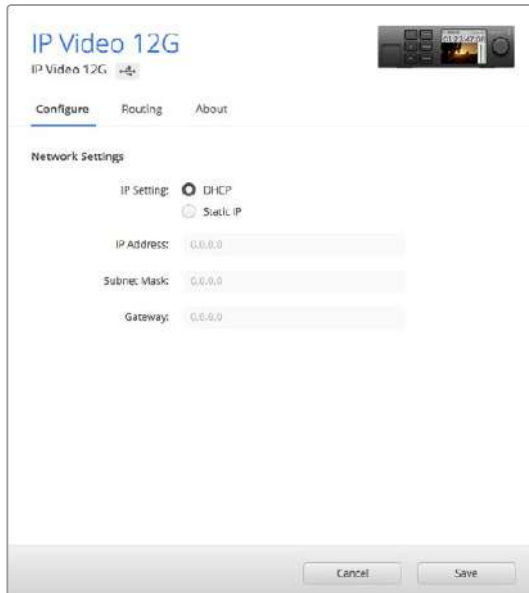 IP Video 12G
IP Video 12G
Configure Routing About
Network Settings
IP Setting: DHCP
Static IP
IP Address: 0.0.0.0
Subnet Mask: 0.0.0.0
Gateway: 0.0.0.0
Cancel Save